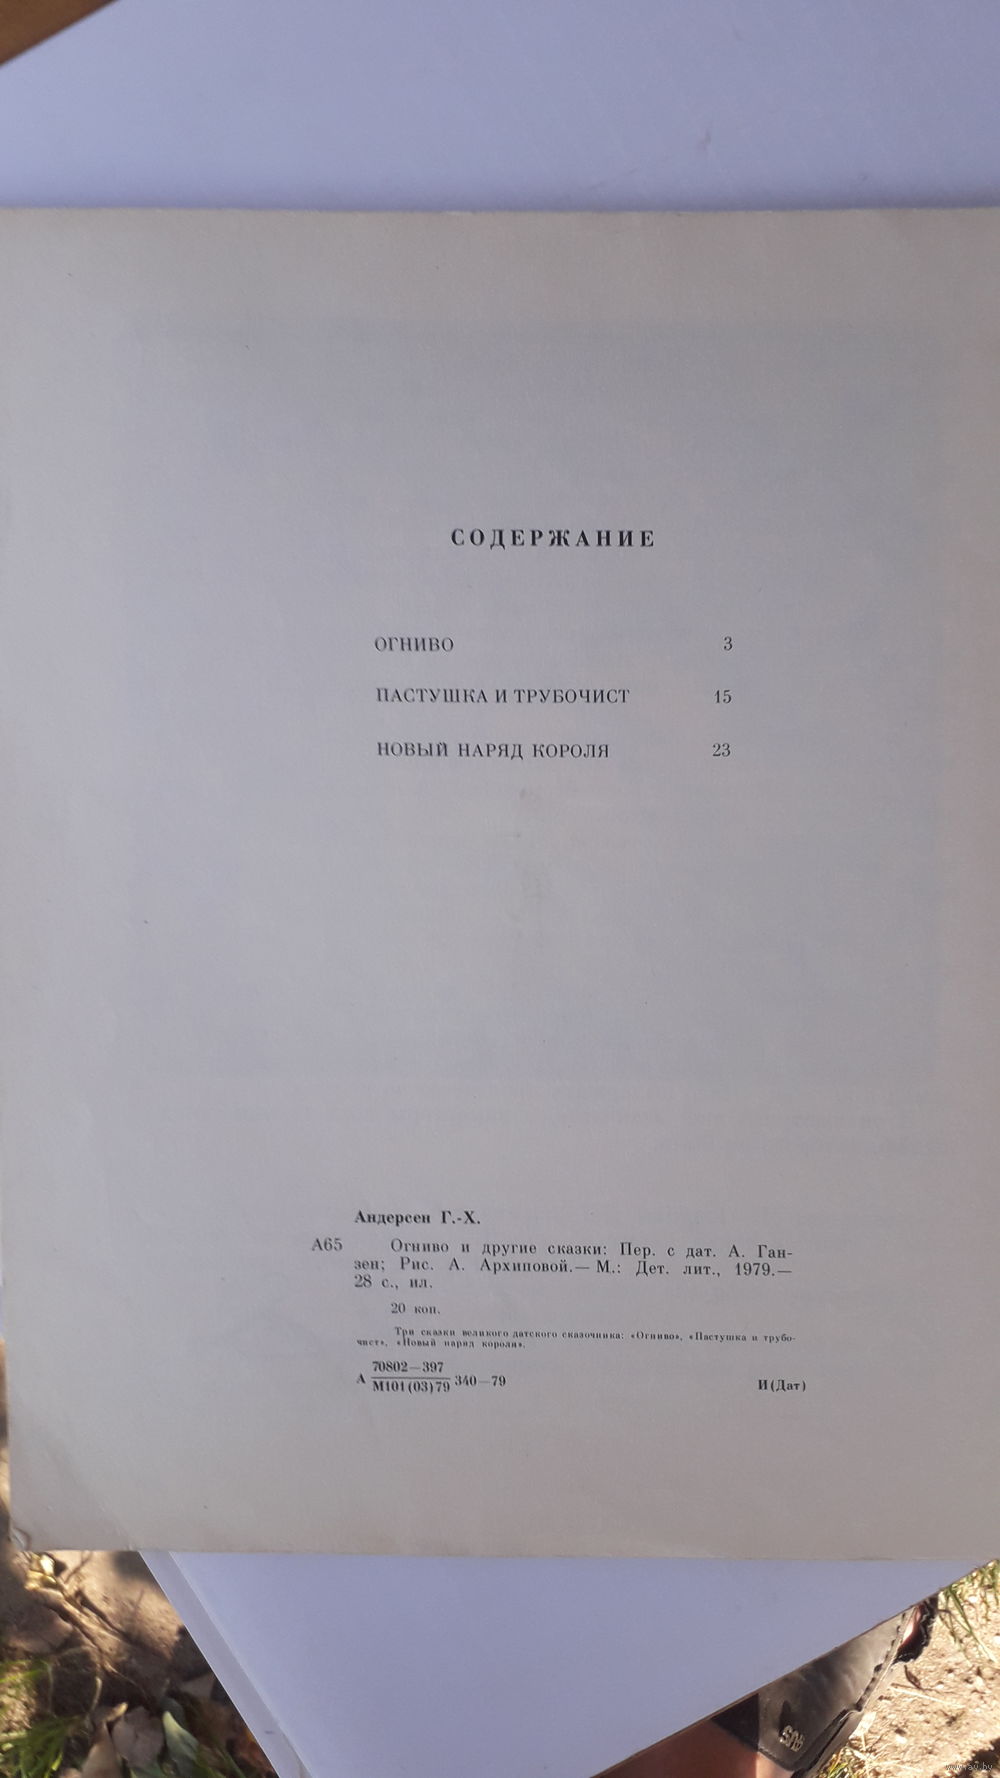 СОДЕРЖАНИЕ
ОГНИВО 3
ПАСТУШКА И ТРУБОЧИСТ 15
НОВЫЙ НАРЯД КОРОЛЯ 23
Андерсен Г.-Х.
А65 Огниво и другие сказки: Пер. с дат. А. Ган-
зен; Рис. А. Архиповой.— М.: Дет. лит., 1979.—
28 с., ил.
20 коп.
Три сказки великого датского сказочника: «Огниво», «Пастушка и трубо-
чист», «Новый наряд короля».
70802—397
А М101(03)79 340—79 И(Дат)